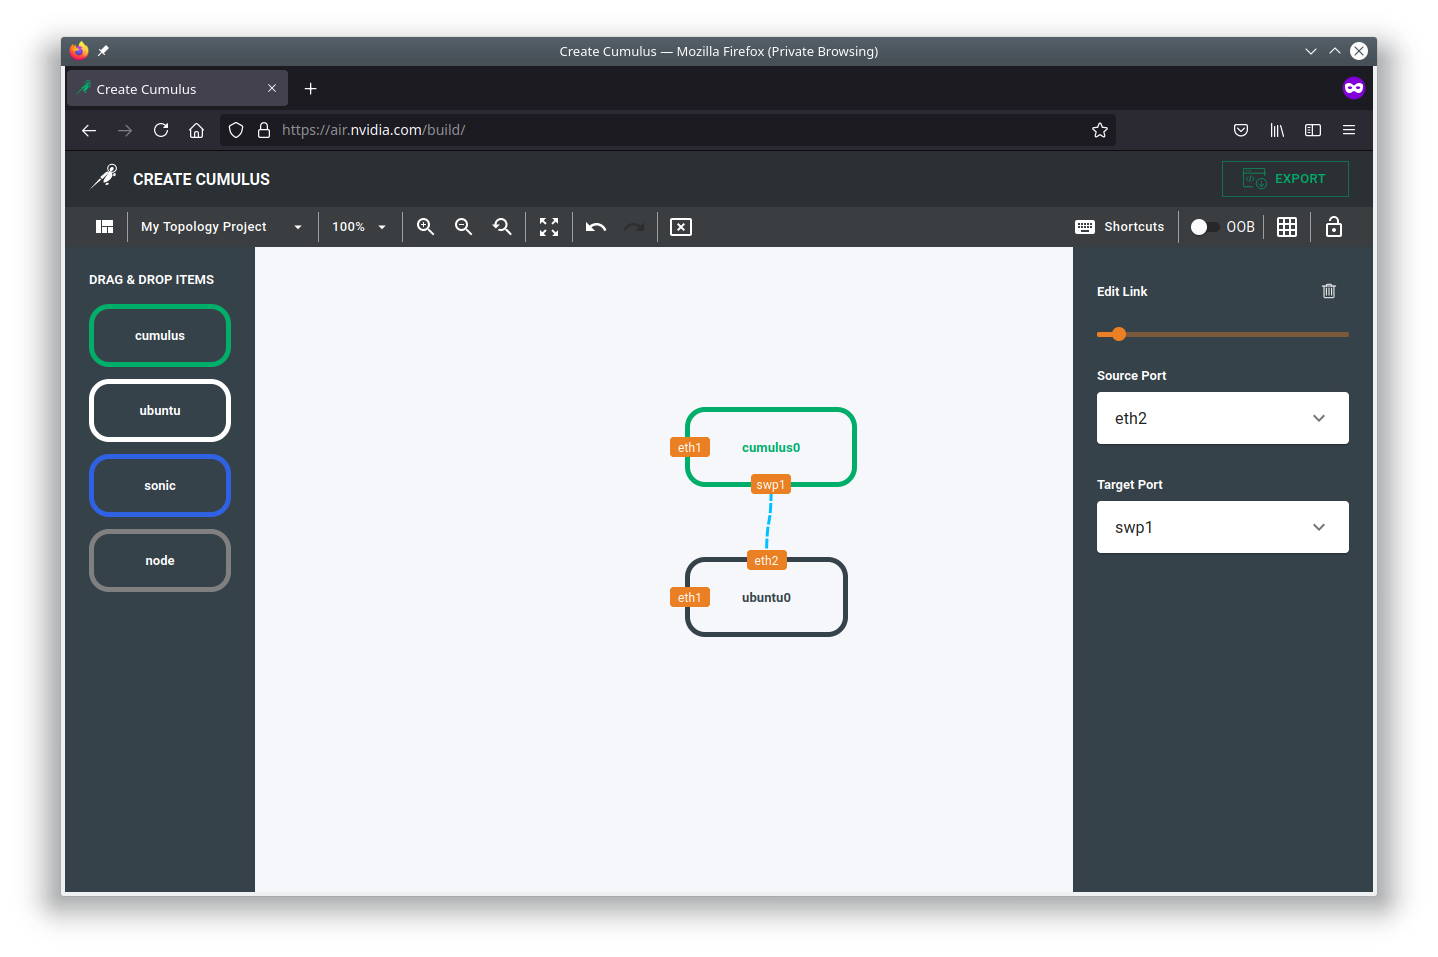 Create Cumulus — Mozilla Firefox (Private Browsing)
Create Cumulus
https://air.nvidia.com/build/
CREATE CUMULUS
EXPORT
My Topology Project
100%
Shortcuts
OOB
DRAG & DROP ITEMS
cumulus
ubuntu
sonic
node
eth1
cumulus0
swp1
eth2
eth1
ubuntu0
Edit Link
Source Port
eth2
Target Port
swp1